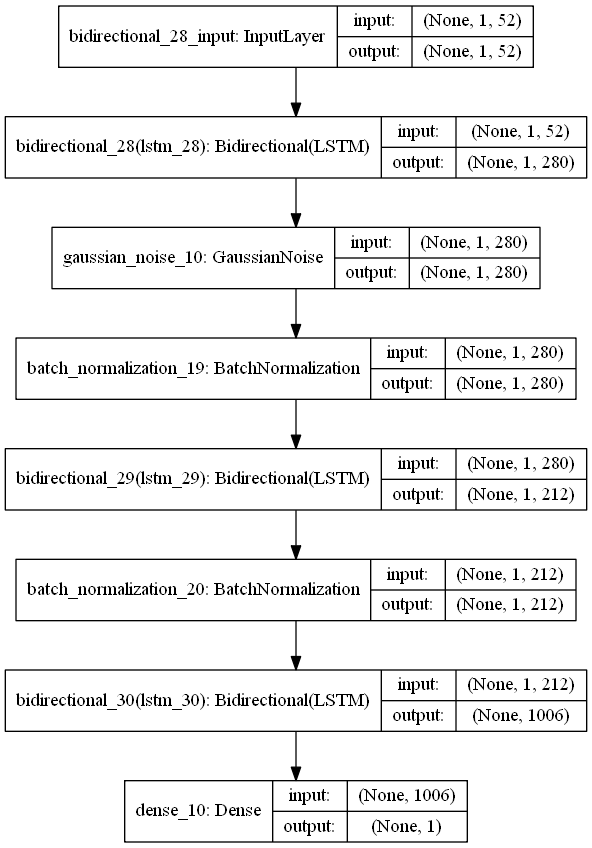 bidirectional_28_input: InputLayer
input: (None, 1, 52)
output: (None, 1, 52)
bidirectional_28(lstm_28): Bidirectional(LSTM)
input: (None, 1, 52)
output: (None, 1, 280)
gaussian_noise_10: GaussianNoise
input: (None, 1, 280)
output: (None, 1, 280)
batch_normalization_19: BatchNormalization
input: (None, 1, 280)
output: (None, 1, 280)
bidirectional_29(lstm_29): Bidirectional(LSTM)
input: (None, 1, 280)
output: (None, 1, 212)
batch_normalization_20: BatchNormalization
input: (None, 1, 212)
output: (None, 1, 212)
bidirectional_30(lstm_30): Bidirectional(LSTM)
input: (None, 1, 212)
output: (None, 1006)
dense_10: Dense
input: (None, 1006)
output: (None, 1)